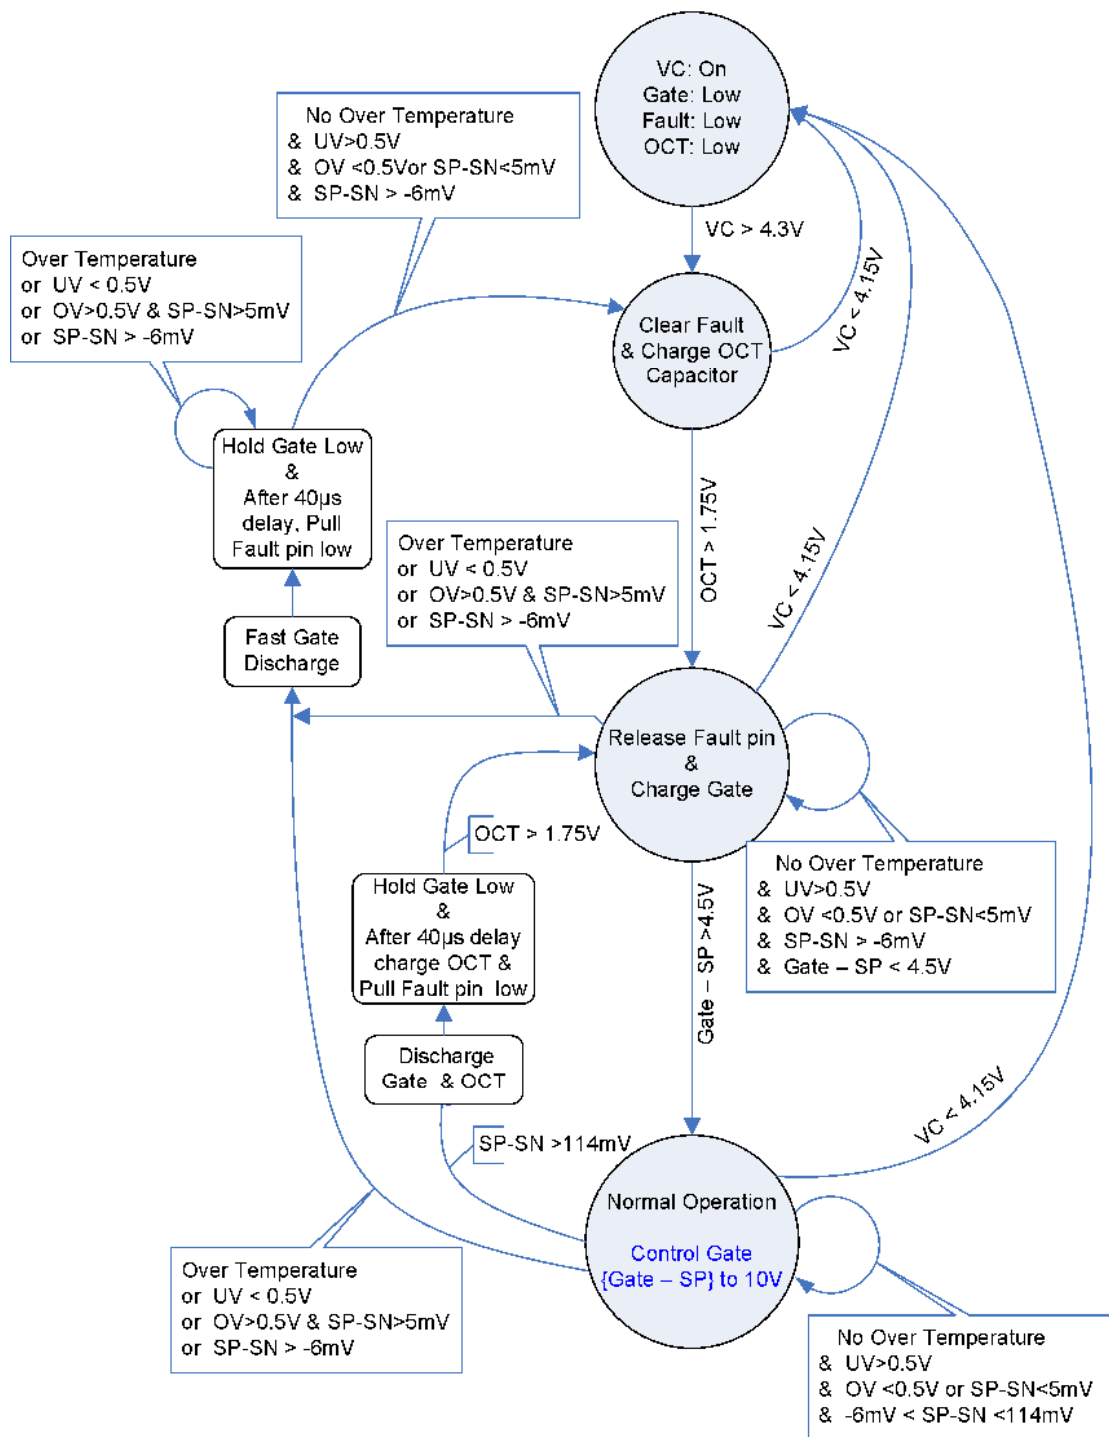 VC: On
Gate: Low
Fault: Low
OCT: Low
No Over Temperature
& UV>0.5V
& OV <0.5Vor SP-SN<5mV
& SP-SN > -6mV
VC > 4.3V
Over Temperature
or UV < 0.5V
or OV>0.5V & SP-SN>5mV
or SP-SN > -6mV
Clear Fault
& Charge OCT
Capacitor
VC < 4.15V
Hold Gate Low
&
After 40µs
delay, Pull
Fault pin low
OCT > 1.75V
VC < 4.15V
Over Temperature
or UV < 0.5V
or OV>0.5V & SP-SN>5mV
or SP-SN > -6mV
Fast Gate
Discharge
Release Fault pin
&
Charge Gate
OCT > 1.75V
No Over Temperature
& UV>0.5V
& OV <0.5V or SP-SN<5mV
& SP-SN > -6mV
& Gate – SP < 4.5V
Hold Gate Low
&
After 40µs delay
charge OCT &
Pull Fault pin low
Gate – SP >4.5V
Discharge
Gate & OCT
VC < 4.15V
SP-SN >114mV
Normal Operation
Control Gate
{Gate – SP} to 10V
Over Temperature
or UV < 0.5V
or OV>0.5V & SP-SN>5mV
or SP-SN > -6mV
No Over Temperature
& UV>0.5V
& OV <0.5V or SP-SN<5mV
& -6mV < SP-SN <114mV